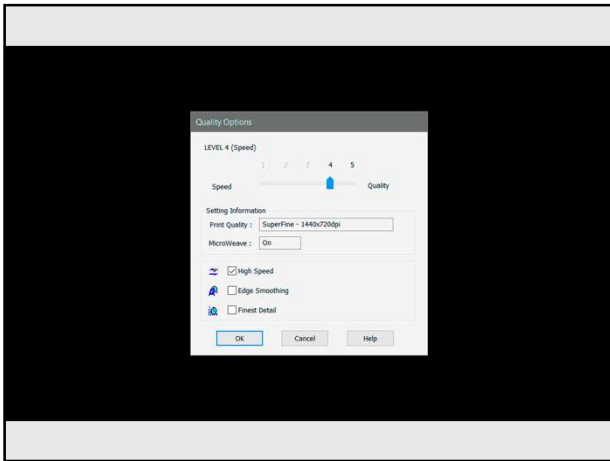 Quality Options
LEVEL 4 (Speed)
1 2 3 4 5
Speed Quality
Setting Information
Print Quality : SuperFine - 1440x720dpi
MicroWeave : On
High Speed
Edge Smoothing
Finest Detail
OK Cancel Help